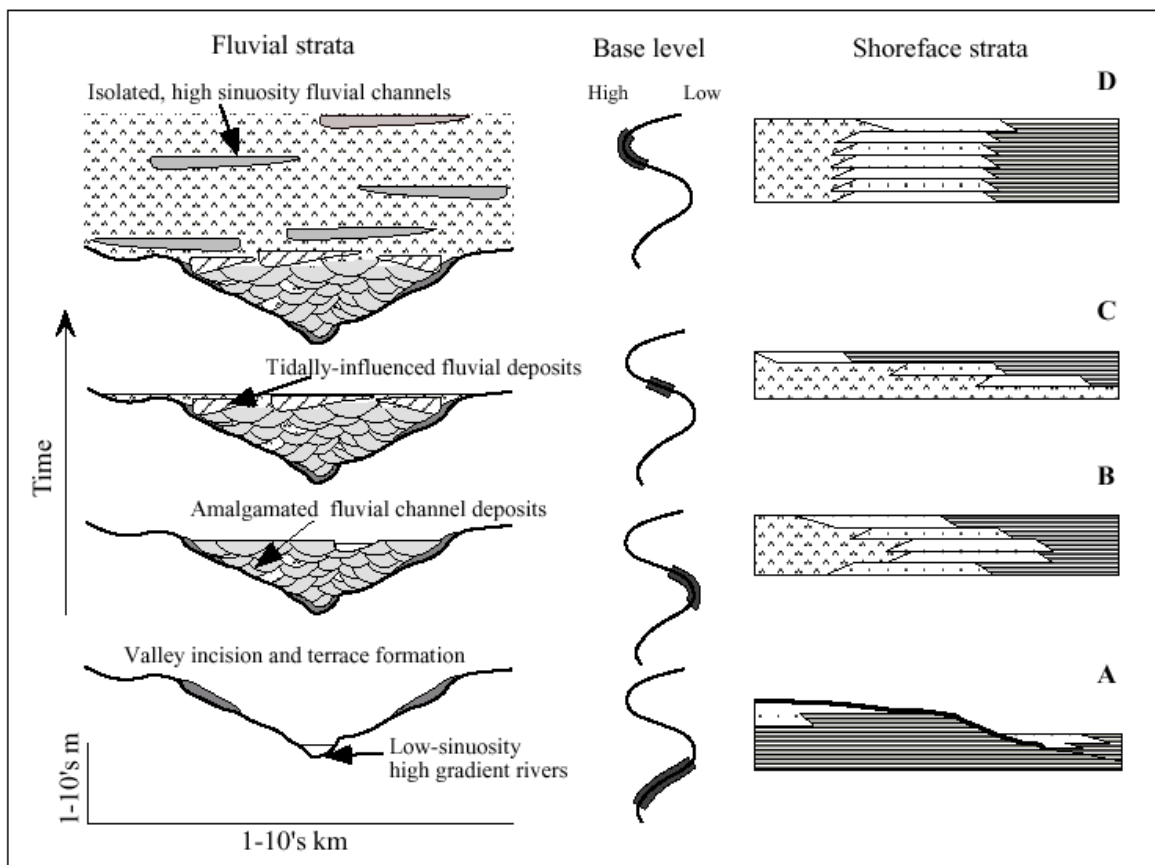 Fluvial strata
Base level
Shoreface strata
Isolated, high sinuosity fluvial channels
High
Low
D
Time
C
Tidally-influenced fluvial deposits
B
Amalgamated fluvial channel deposits
Valley incision and terrace formation
A
Low-sinuosity
high gradient rivers
1-10's m
1-10's km